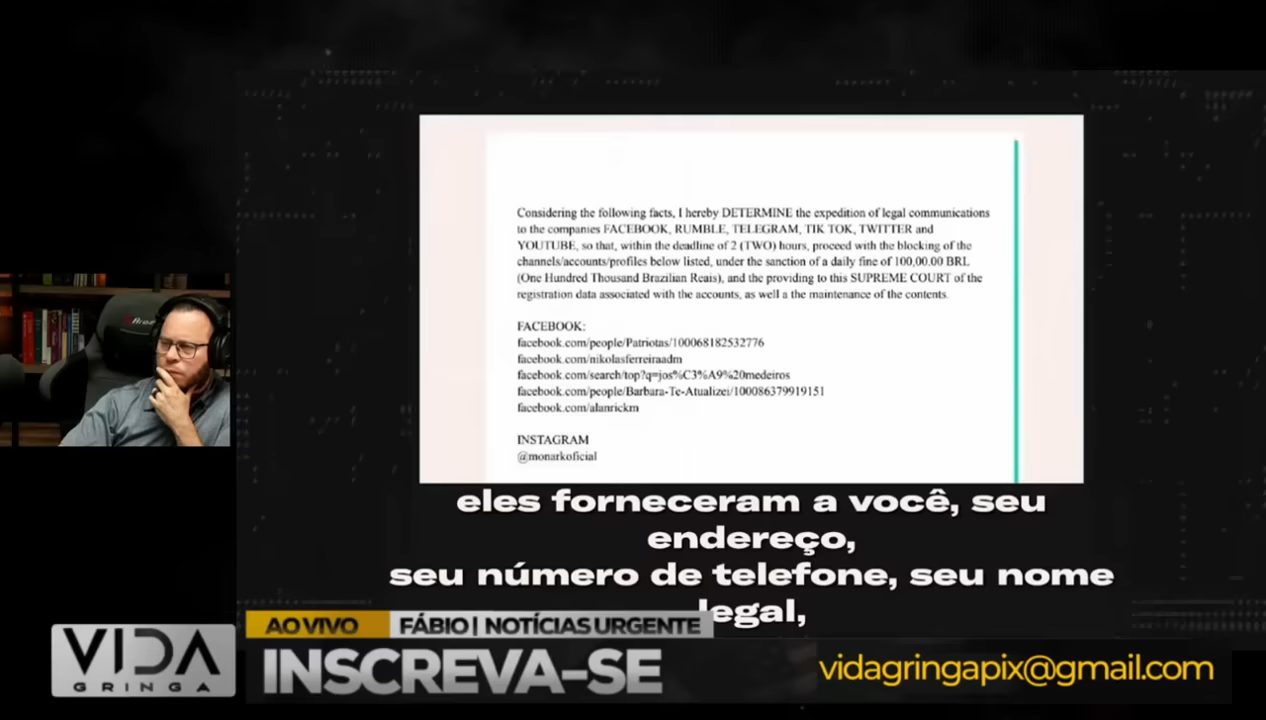 Considering the following facts, I hereby DETERMINE the expedition of legal communications
to the companies FACEBOOK, RUMBLE, TELEGRAM, TIK TOK, TWITTER and
YOUTUBE, so that, within the deadline of 2 (TWO) hours, proceed with the blocking of the
channels/accounts/profiles below listed, under the sanction of a daily fine of 100,00.00 BRL
(One Hundred Thousand Brazilian Reais), and the providing to this SUPREME COURT of the
registration data associated with the accounts, as well a the maintenance of the contents.
FACEBOOK:
facebook.com/people/Patriotas/100068182532776
facebook.com/nikolasferreiraadm
facebook.com/search/top?q=jos%C3%A9%20medeiros
facebook.com/people/Barbara-Te-Atualizei/100086379919151
facebook.com/alanrickm
INSTAGRAM
@monarkoficial
eles forneceram a você, seu
endereço,
seu número de telefone, seu nome
legal,
AO VIVO FÁBIO | NOTÍCIAS URGENTE
VIDA
GRINGA
INSCREVA-SE
vidagringapix@gmail.com